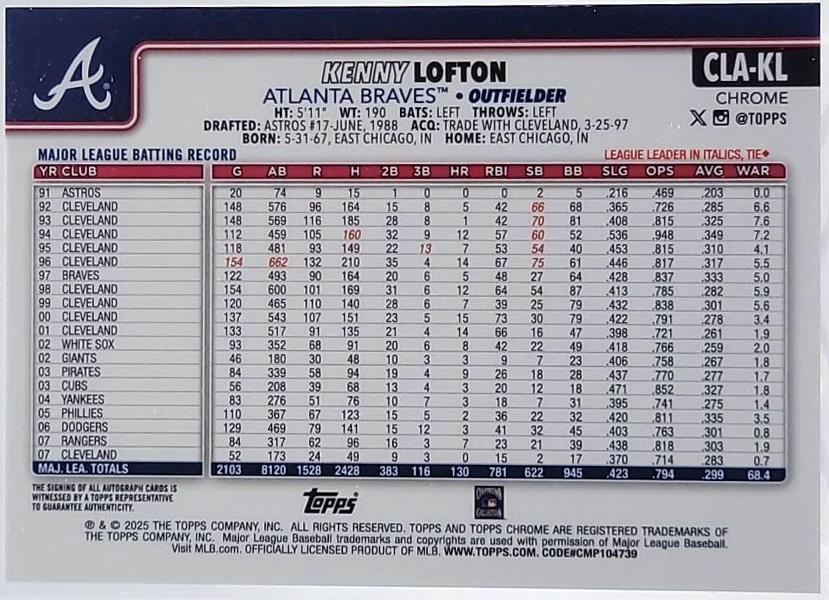 A
KENNY LOFTON
CLA-KL
ATLANTA BRAVES™ • OUTFIELDER
CHROME
HT: 5'11" WT: 190 BATS: LEFT THROWS: LEFT
@TOPPS
DRAFTED: ASTROS #17-JUNE, 1988 ACQ: TRADE WITH CLEVELAND, 3-25-97
BORN: 5-31-67, EAST CHICAGO, IN HOME: EAST CHICAGO, IN
MAJOR LEAGUE BATTING RECORD LEAGUE LEADER IN ITALICS, TIE♦
YR CLUB G AB R H 2B 3B HR RBI SB BB SLG OPS AVG WAR
91 ASTROS 20 74 9 15 1 0 0 0 2 5 .216 .469 .203 0.0
92 CLEVELAND 148 576 96 164 15 8 5 42 66 68 .365 .726 .285 6.6
93 CLEVELAND 148 569 116 185 28 8 1 42 70 81 .408 .815 .325 7.6
94 CLEVELAND 112 459 105 160 32 9 12 57 60 52 .536 .948 .349 7.2
95 CLEVELAND 118 481 93 149 22 13 7 53 54 40 .453 .815 .310 4.1
96 CLEVELAND 154 662 132 210 35 4 14 67 75 61 .446 .817 .317 5.5
97 BRAVES 122 493 90 164 20 6 5 48 27 64 .428 .837 .333 5.0
98 CLEVELAND 154 600 101 169 31 6 12 64 54 87 .413 .785 .282 5.9
99 CLEVELAND 120 465 110 140 28 6 7 39 25 79 .432 .838 .301 5.6
00 CLEVELAND 137 543 107 151 23 5 15 73 30 79 .422 .791 .278 3.4
01 CLEVELAND 133 517 91 135 21 4 14 66 16 47 .398 .721 .261 1.9
02 WHITE SOX 93 352 68 91 20 6 8 42 22 49 .418 .766 .259 2.0
02 GIANTS 46 180 30 48 10 3 3 9 7 23 .406 .758 .267 1.8
03 PIRATES 84 339 58 94 19 4 9 26 18 28 .437 .770 .277 1.7
03 CUBS 56 208 39 68 13 4 3 20 12 18 .471 .852 .327 1.8
04 YANKEES 83 276 51 76 10 7 3 18 7 31 .395 .741 .275 1.4
05 PHILLIES 110 367 67 123 15 5 2 36 22 32 .420 .811 .335 3.5
06 DODGERS 129 469 79 141 15 12 3 41 32 45 .403 .763 .301 0.8
07 RANGERS 84 317 62 96 16 3 7 23 21 39 .438 .818 .303 1.9
07 CLEVELAND 52 173 24 49 9 3 0 15 2 17 .370 .714 .283 0.7
MAJ. LEA. TOTALS 2103 8120 1528 2428 383 116 130 781 622 945 .423 .794 .299 68.4
THE SIGNING OF ALL AUTOGRAPH CARDS IS
WITNESSED BY A TOPPS REPRESENTATIVE
TO GUARANTEE AUTHENTICITY.
Topps
® & © 2025 THE TOPPS COMPANY, INC. ALL RIGHTS RESERVED. TOPPS AND TOPPS CHROME ARE REGISTERED TRADEMARKS OF
THE TOPPS COMPANY, INC. Major League Baseball trademarks and copyrights are used with permission of Major League Baseball.
Visit MLB.com. OFFICIALLY LICENSED PRODUCT OF MLB. WWW.TOPPS.COM. CODE#CMP104739